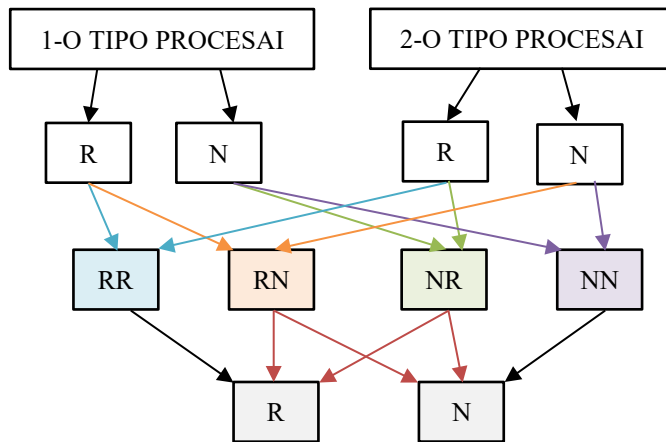 1-O TIPO PROCESAI
2-O TIPO PROCESAI
R
N
R
N
RR
RN
NR
NN
R
N